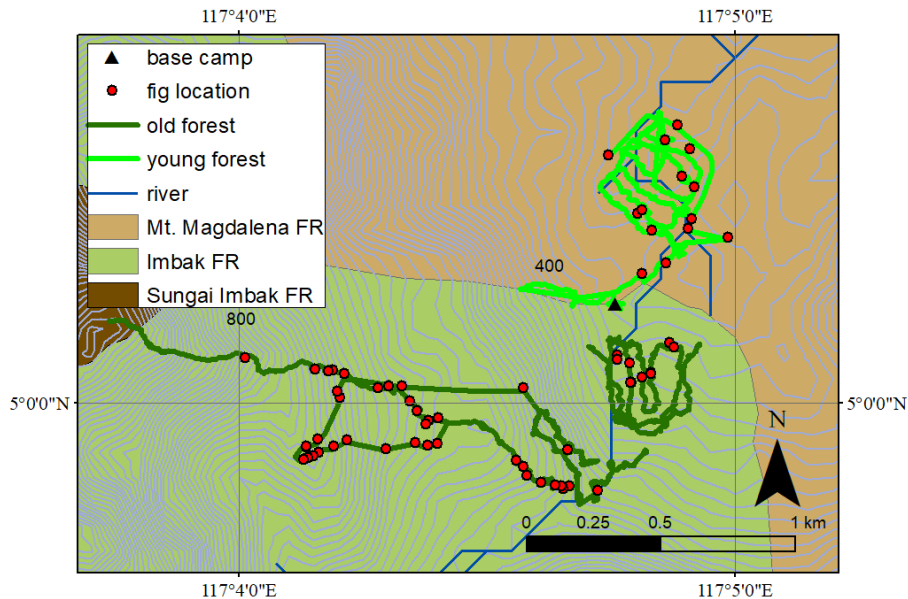 117°4'0"E 117°5'0"E
base camp
fig location
old forest
young forest
river
Mt. Magdalena FR
Imbak FR
Sungai Imbak FR
400
800
5°0'0"N 5°0'0"N
N
0 0.25 0.5 1 km
117°4'0"E 117°5'0"E